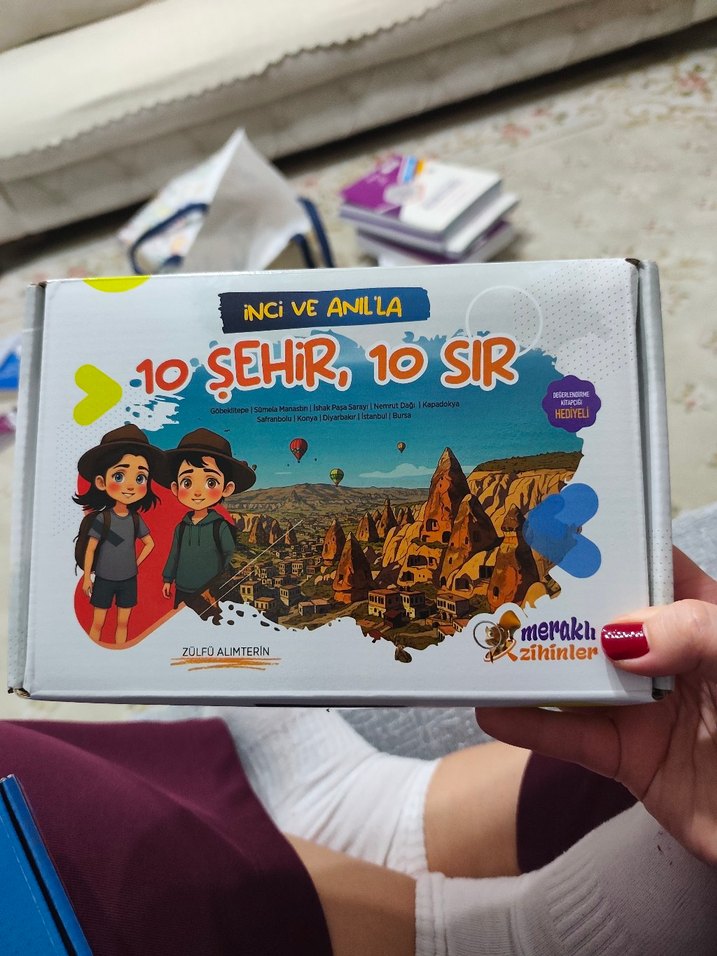 İNCİ VE ANIL'LA
10 ŞEHİR, 10 SIR
Göbeklitepe | Sümela Manastırı | İshak Paşa Sarayı | Nemrut Dağı | Kapadokya
Safranbolu | Konya | Diyarbakır | İstanbul | Bursa
DEĞERLENDİRME
KİTAPÇIĞI
HEDİYELİ
ZÜLFÜ ALIMTERİN
meraklı
zihinler